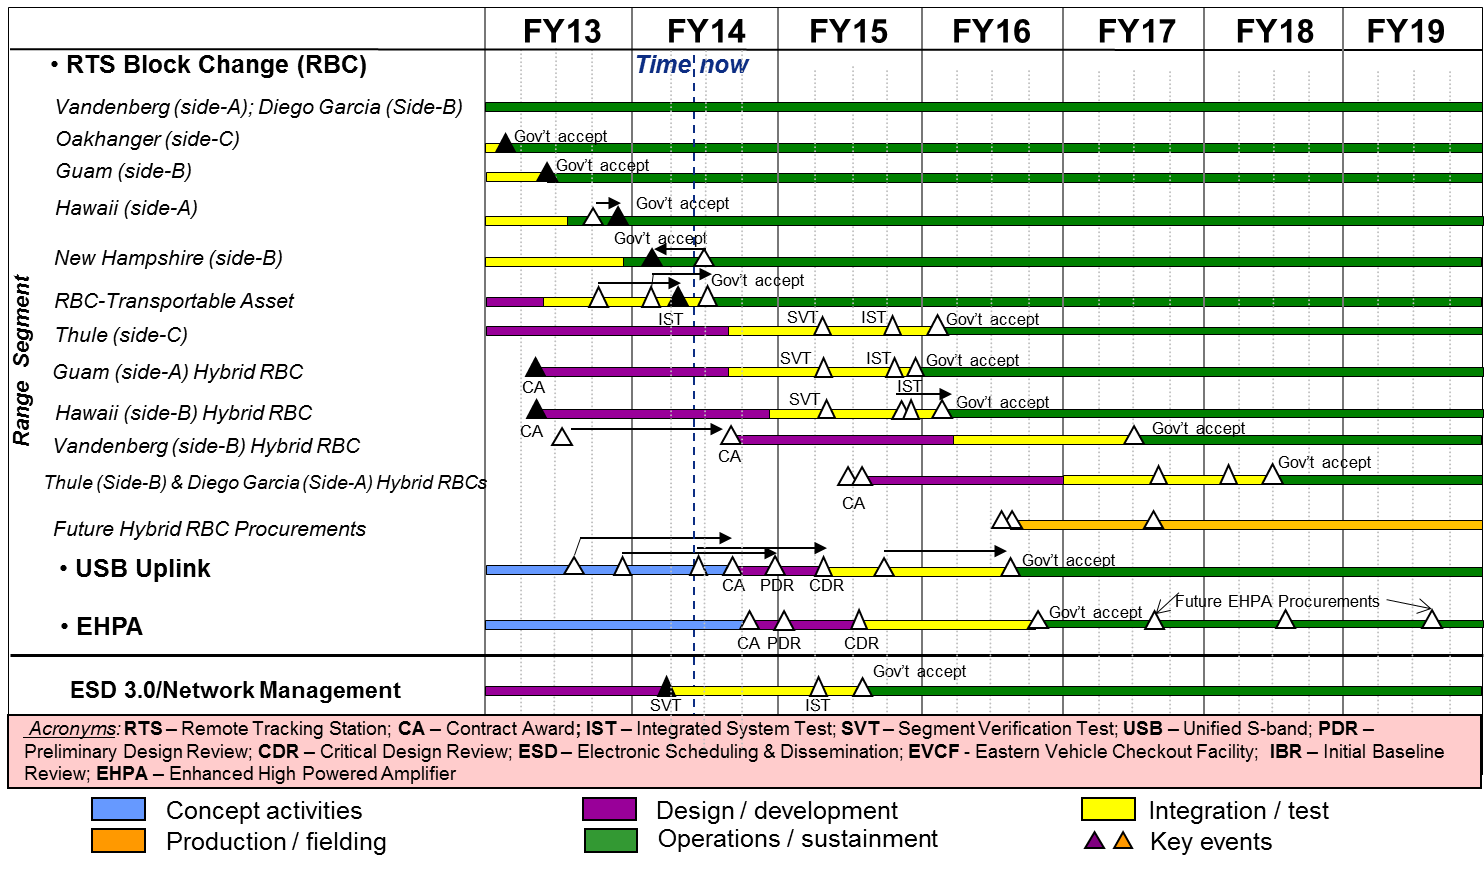 FY13 FY14 FY15 FY16 FY17 FY18 FY19
• RTS Block Change (RBC)
Time now
Vandenberg (side-A); Diego Garcia (Side-B)
Oakhanger (side-C)
Gov't accept
Guam (side-B)
Gov't accept
Hawaii (side-A)
Gov't accept
New Hampshire (side-B)
Gov't accept
RBC-Transportable Asset
Gov't accept
IST
Thule (side-C)
SVT IST Gov't accept
Guam (side-A) Hybrid RBC
CA SVT IST Gov't accept
Hawaii (side-B) Hybrid RBC
CA SVT IST Gov't accept
Vandenberg (side-B) Hybrid RBC
CA Gov't accept
Thule (Side-B) & Diego Garcia (Side-A) Hybrid RBCs
CA Gov't accept
Future Hybrid RBC Procurements
Range Segment
• USB Uplink
CA PDR CDR Gov't accept
• EHPA
CA PDR CDR Gov't accept Future EHPA Procurements
ESD 3.0/Network Management
SVT IST Gov't accept
Acronyms: RTS – Remote Tracking Station; CA – Contract Award; IST – Integrated System Test; SVT – Segment Verification Test; USB – Unified S-band; PDR –
Preliminary Design Review; CDR – Critical Design Review; ESD – Electronic Scheduling & Dissemination; EVCF - Eastern Vehicle Checkout Facility; IBR – Initial Baseline
Review; EHPA – Enhanced High Powered Amplifier
Concept activities Design / development Integration / test
Production / fielding Operations / sustainment Key events